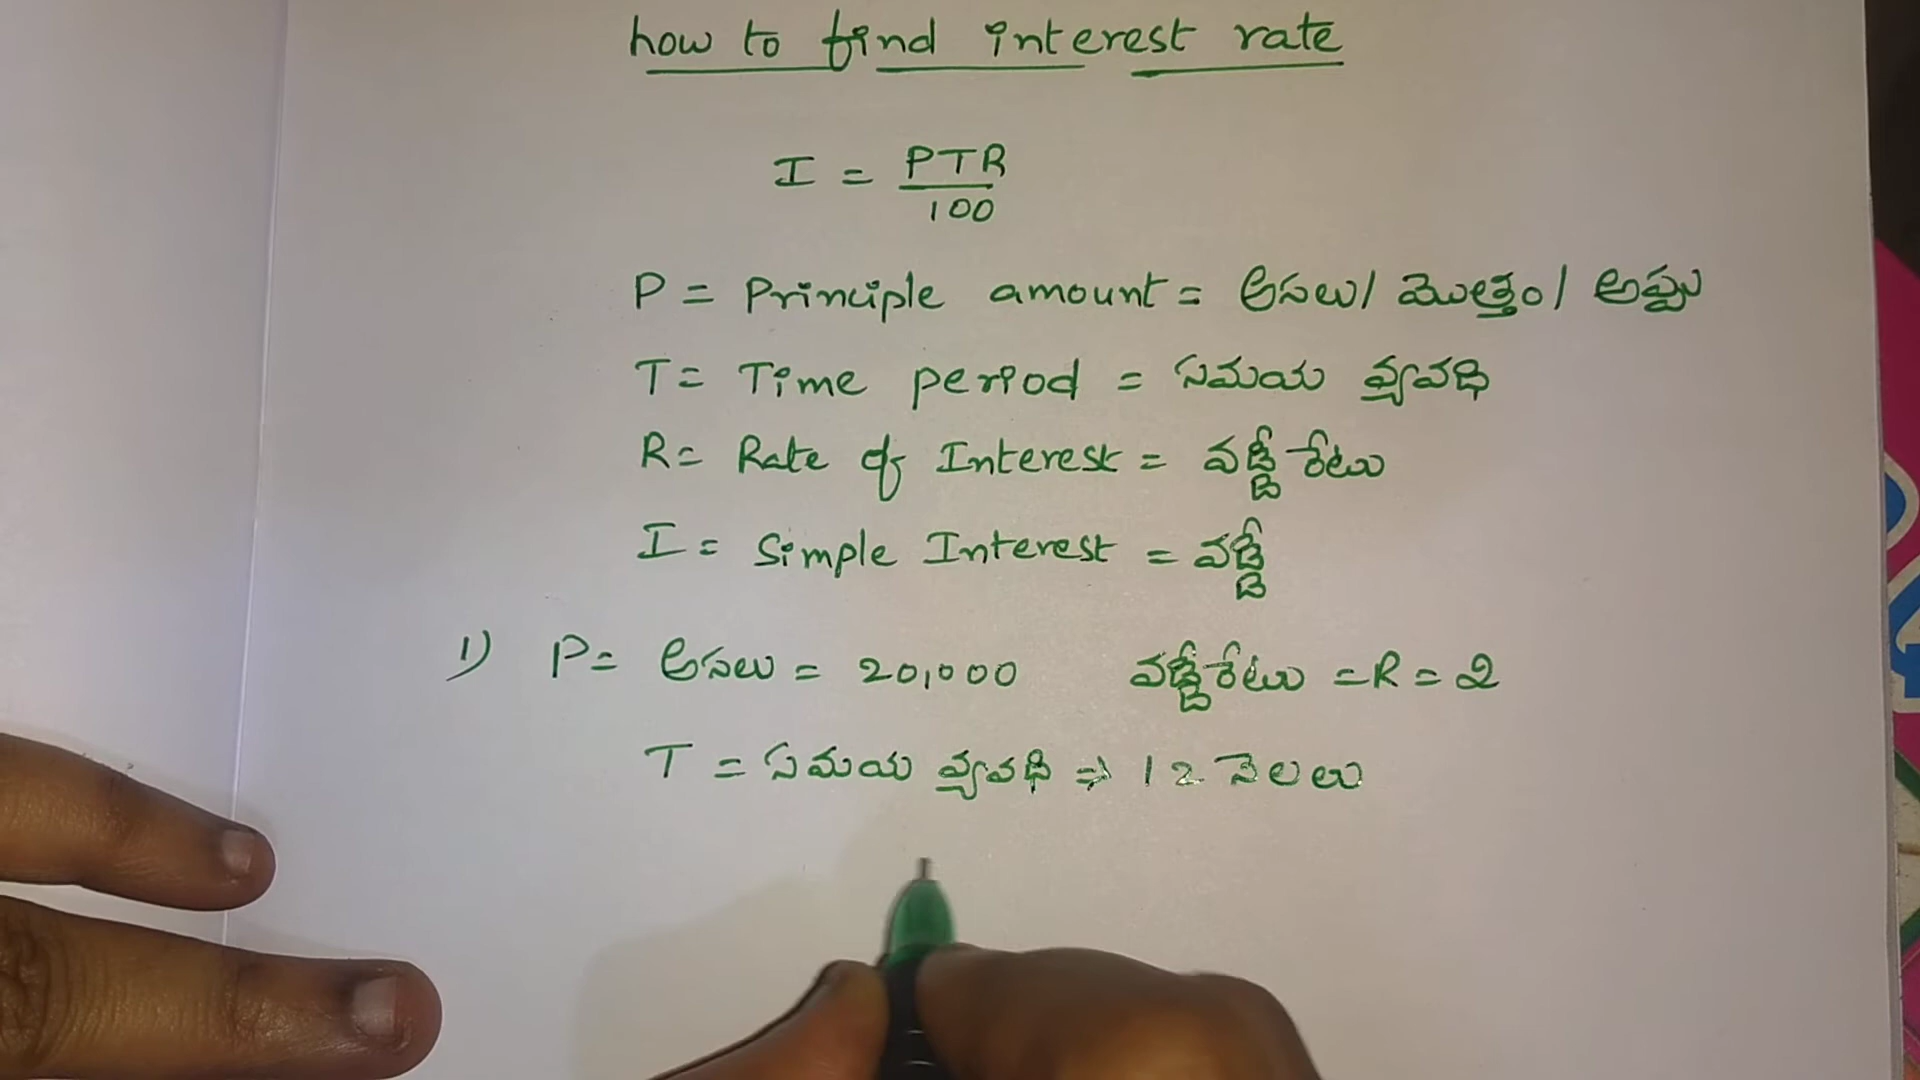 how to find interest rate
I = PTR
100
P = Principle amount = అసలు/ మొత్తం/ అప్పు
T = Time period = సమయ వ్యవధి
R = Rate of Interest = వడ్డీ రేటు
I = Simple Interest = వడ్డీ
1) P = అసలు = 20,000 వడ్డీరేటు = R = 2
T = సమయ వ్యవధి => 12 నెలలు